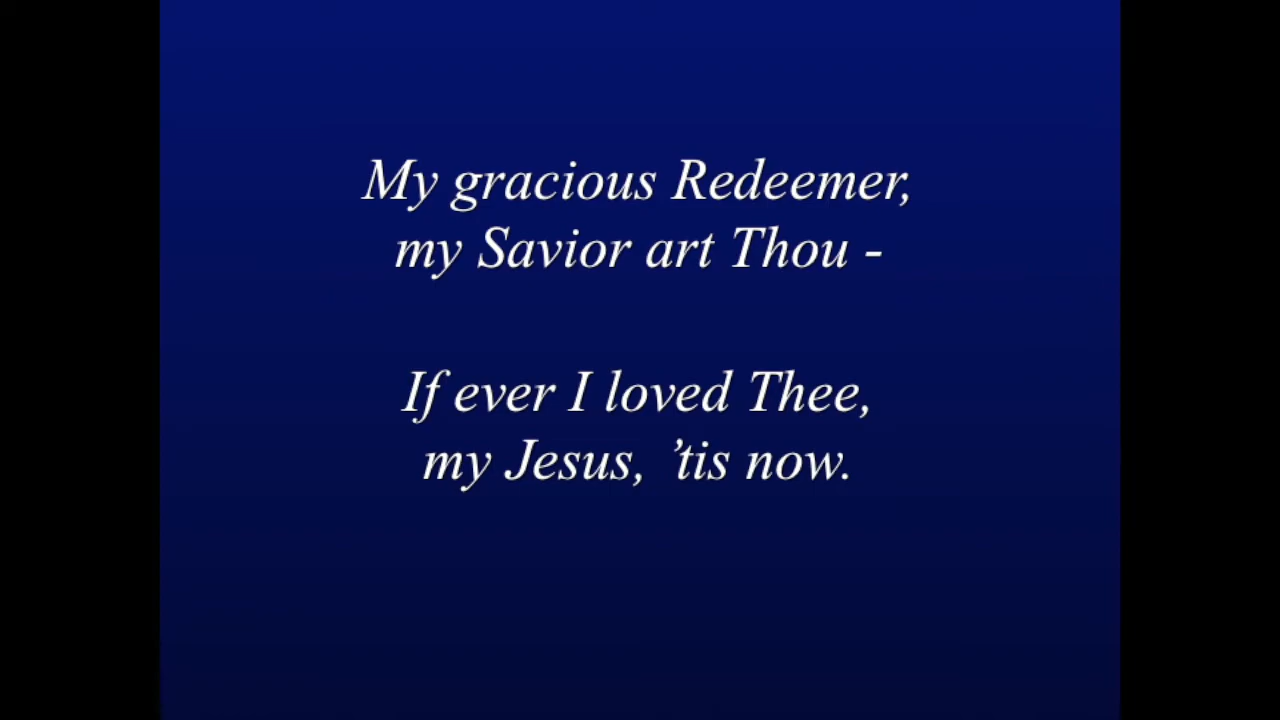 My gracious Redeemer,
my Savior art Thou -
If ever I loved Thee,
my Jesus, ’tis now.